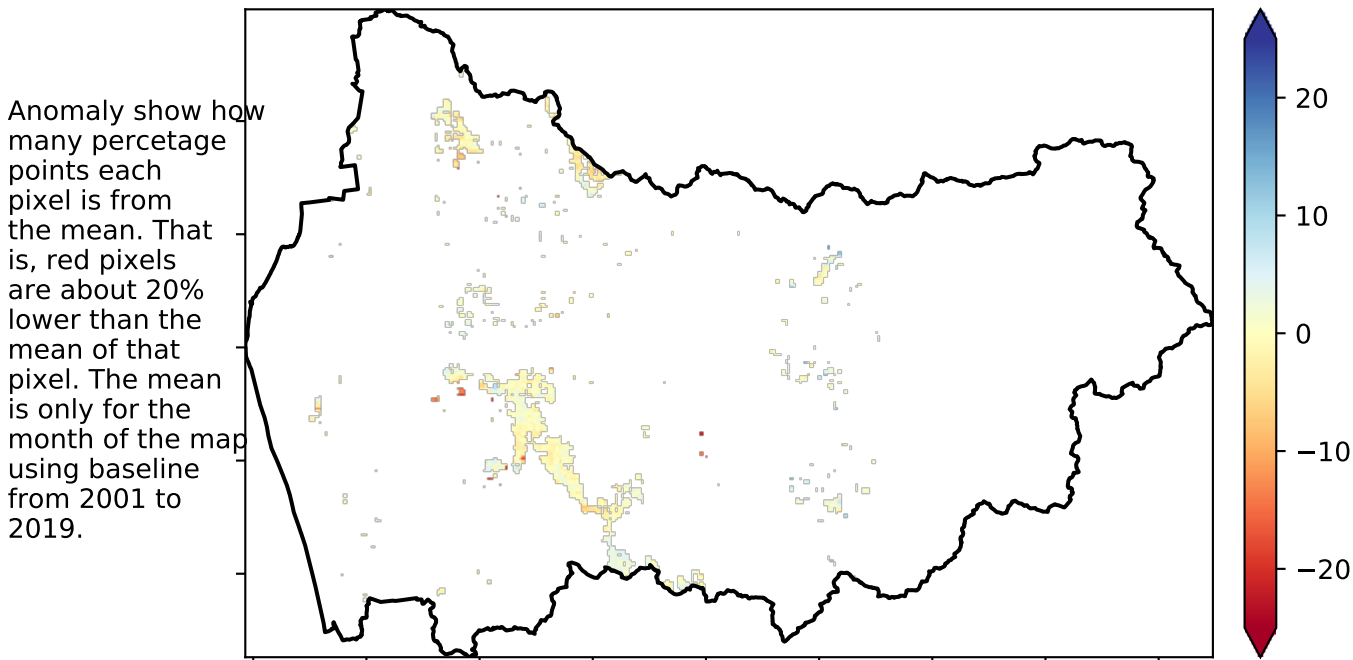 Anomaly show how
many percetage
points each
pixel is from
the mean. That
is, red pixels
are about 20%
lower than the
mean of that
pixel. The mean
is only for the
month of the map
using baseline
from 2001 to
2019.
20
10
0
−10
−20